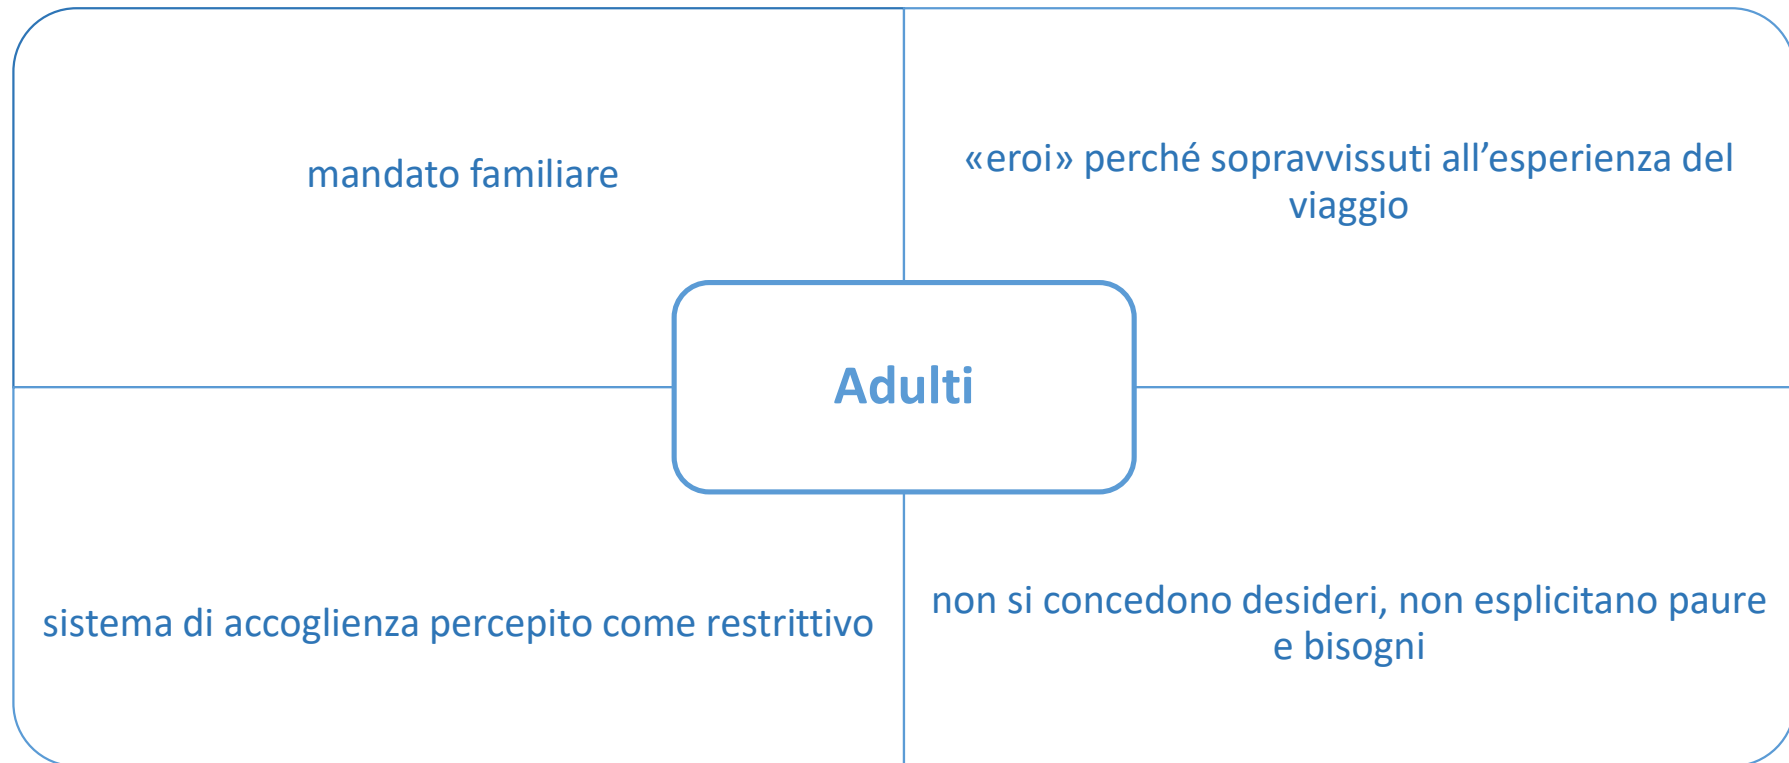 mandato familiare
«eroi» perché sopravvissuti all’esperienza del
viaggio
Adulti
sistema di accoglienza percepito come restrittivo
non si concedono desideri, non esplicitano paure
e bisogni